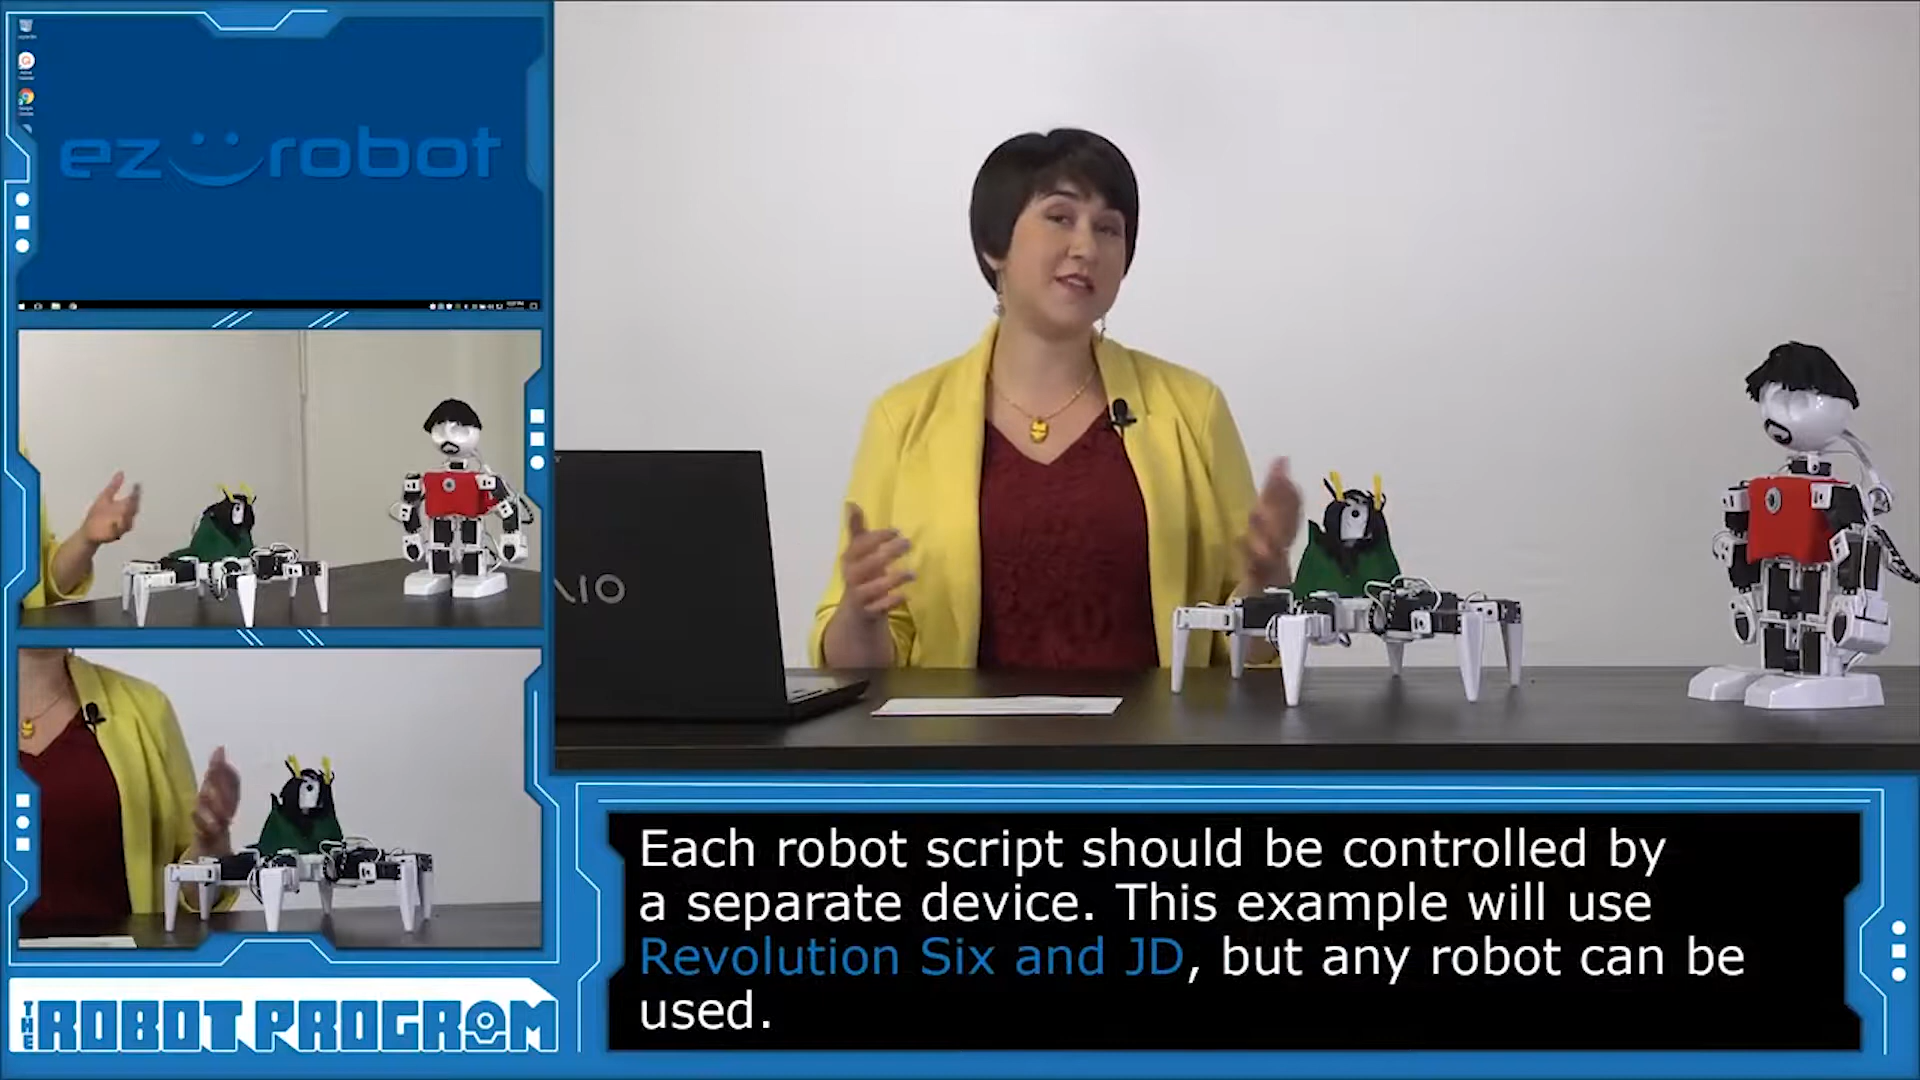 ez robot
AIO
Each robot script should be controlled by
a separate device. This example will use
Revolution Six and JD, but any robot can be
used.
THE ROBOT PROGRAM